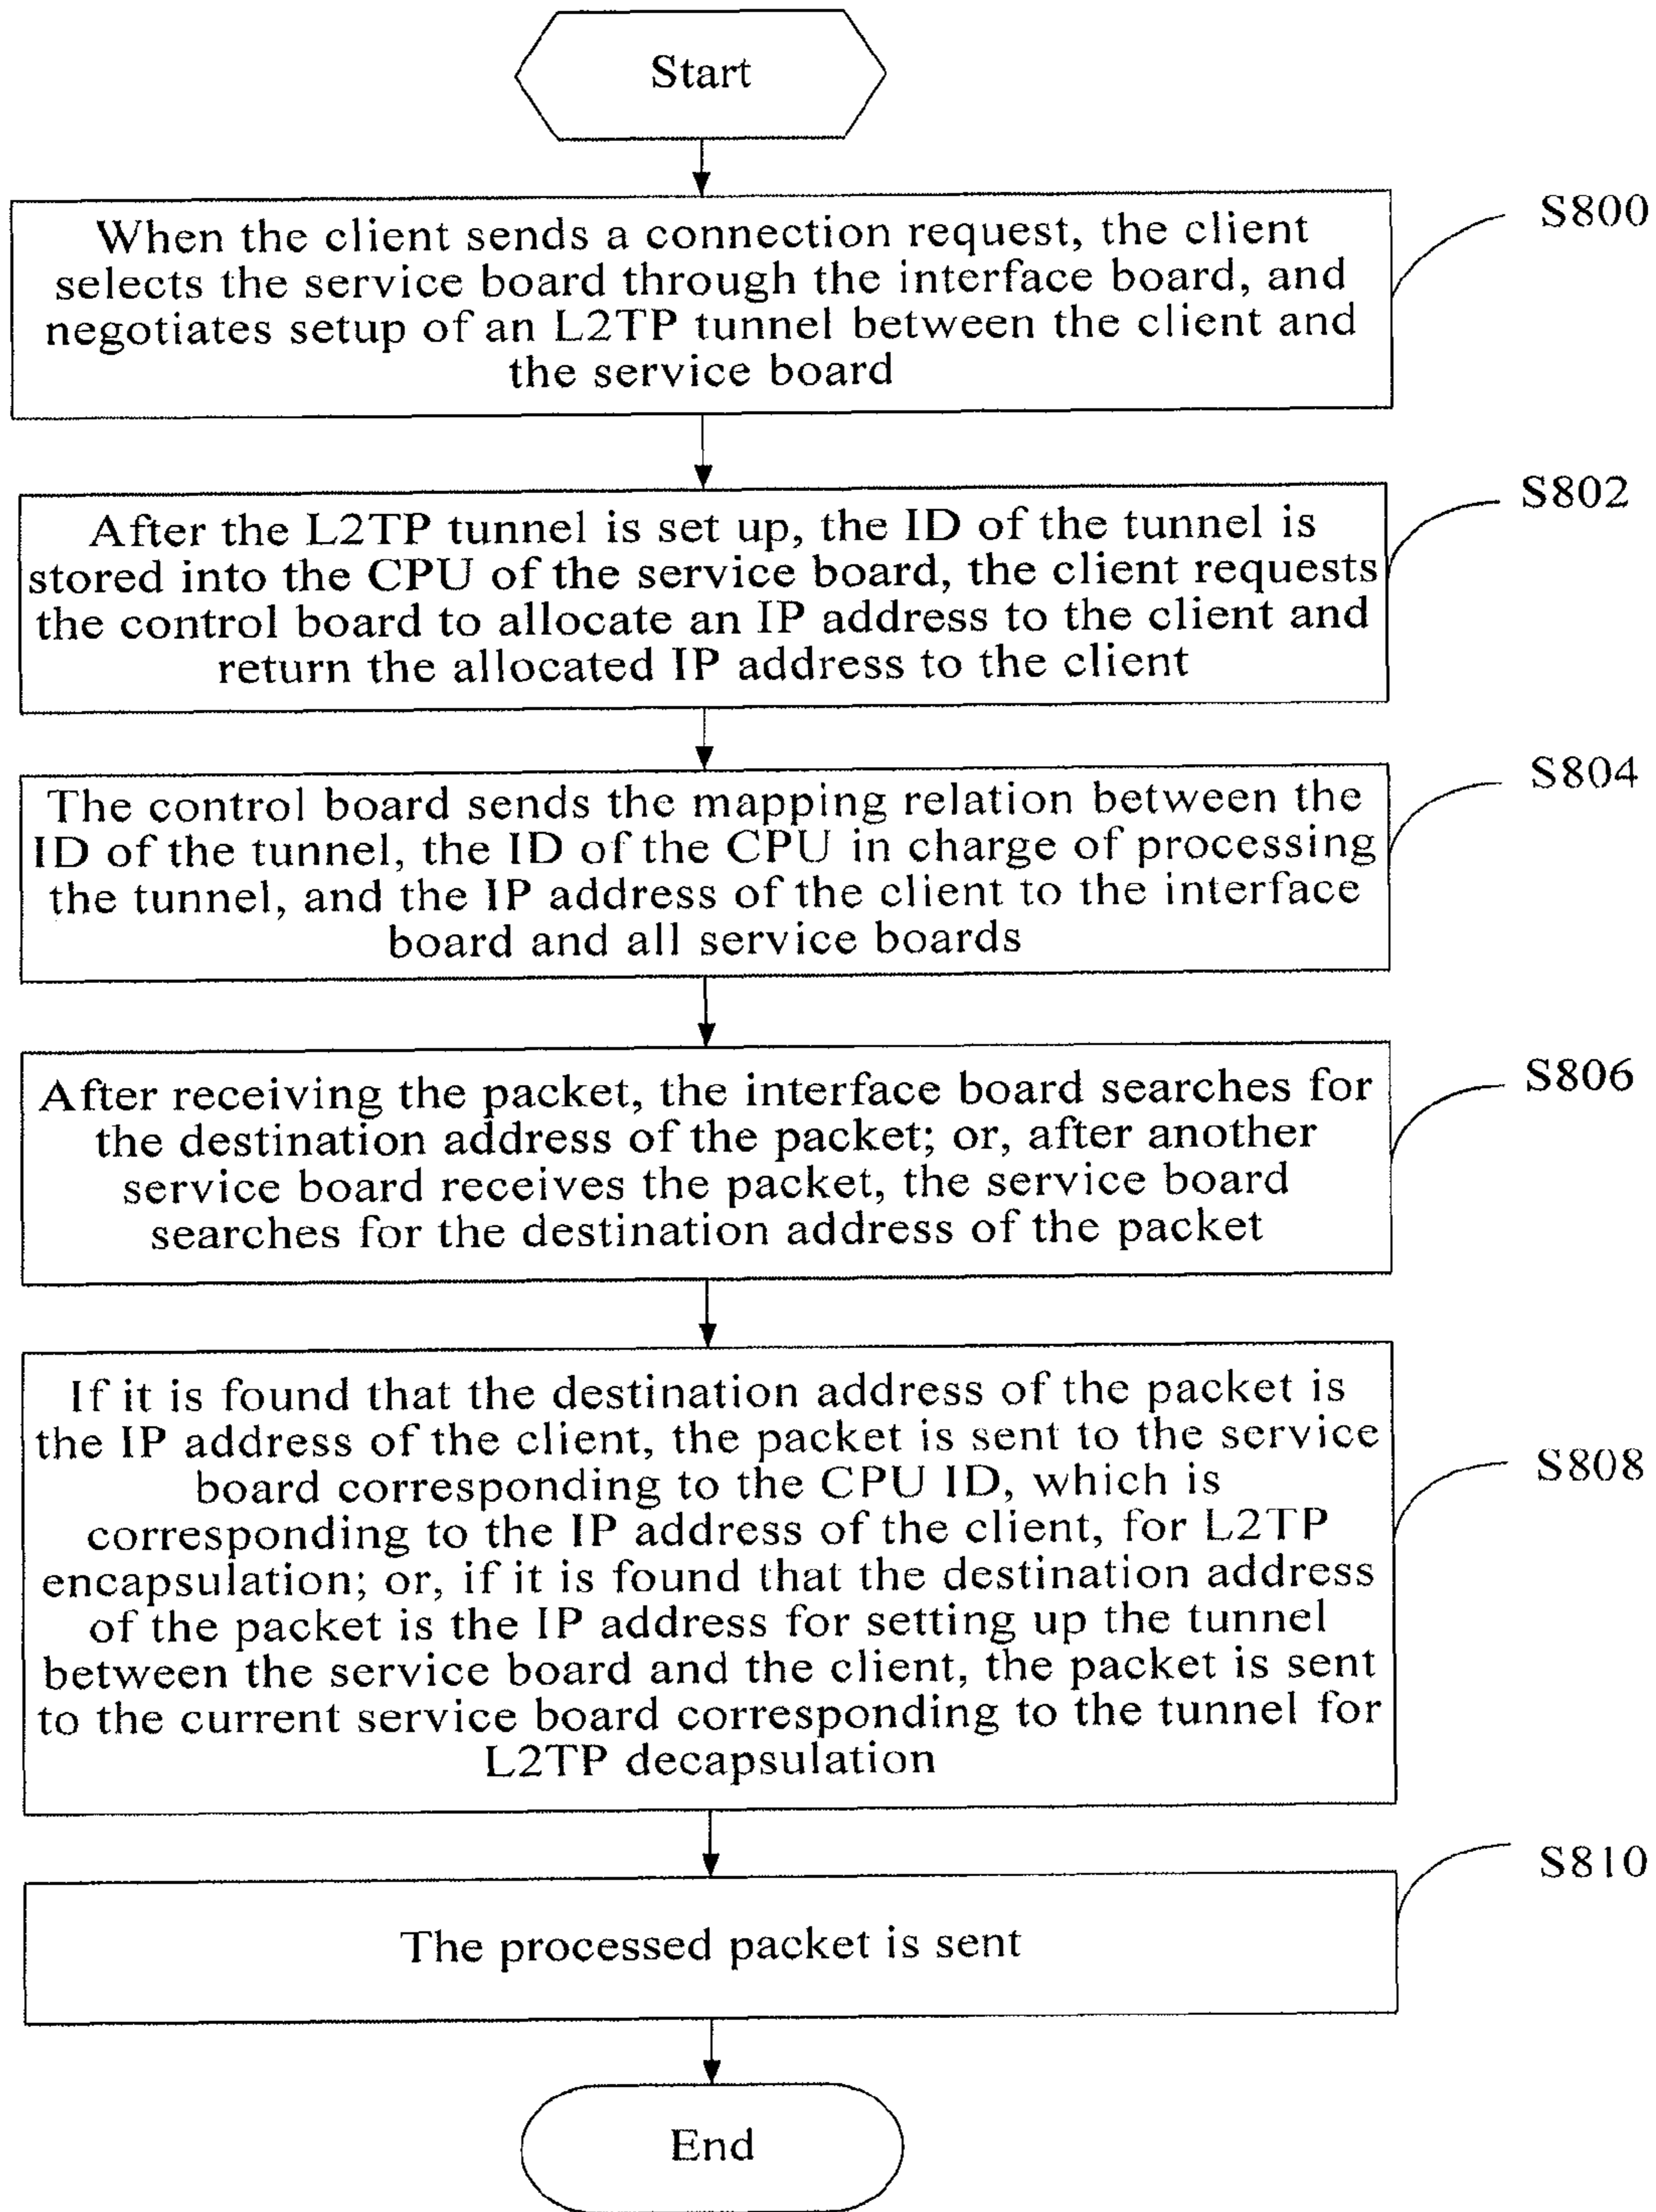 Start
When the client sends a connection request, the client
selects the service board through the interface board, and
negotiates setup of an L2TP tunnel between the client and
the service board
S800
After the L2TP tunnel is set up, the ID of the tunnel is
stored into the CPU of the service board, the client requests
the control board to allocate an IP address to the client and
return the allocated IP address to the client
S802
The control board sends the mapping relation between the
ID of the tunnel, the ID of the CPU in charge of processing
the tunnel, and the IP address of the client to the interface
board and all service boards
S804
After receiving the packet, the interface board searches for
the destination address of the packet; or, after another
service board receives the packet, the service board
searches for the destination address of the packet
S806
If it is found that the destination address of the packet is
the IP address of the client, the packet is sent to the service
board corresponding to the CPU ID, which is
corresponding to the IP address of the client, for L2TP
encapsulation; or, if it is found that the destination address
of the packet is the IP address for setting up the tunnel
between the service board and the client, the packet is sent
to the current service board corresponding to the tunnel for
L2TP decapsulation
S808
The processed packet is sent
S810
End